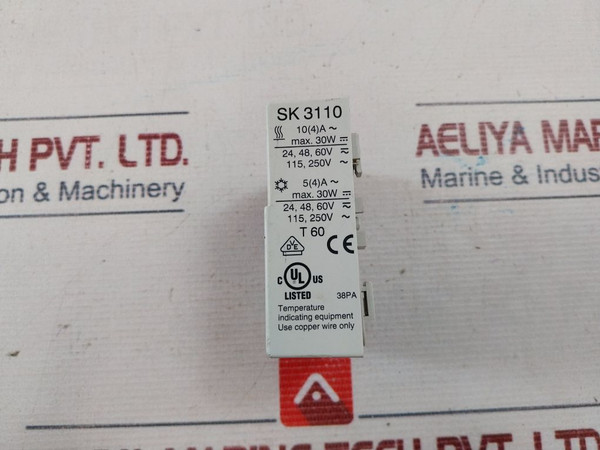 SK 3110
10(4)A ~
max. 30W ⎓
24, 48, 60V ⎓
115, 250V ~
5(4)A ~
max. 30W ⎓
24, 48, 60V ⎓
115, 250V ~
T 60
CE
VDE
C UL US
LISTED
38PA
Temperature
indicating equipment
Use copper wire only
H PVT. LTD.
on & Machinery
AELIYA MAR
Marine & Indus